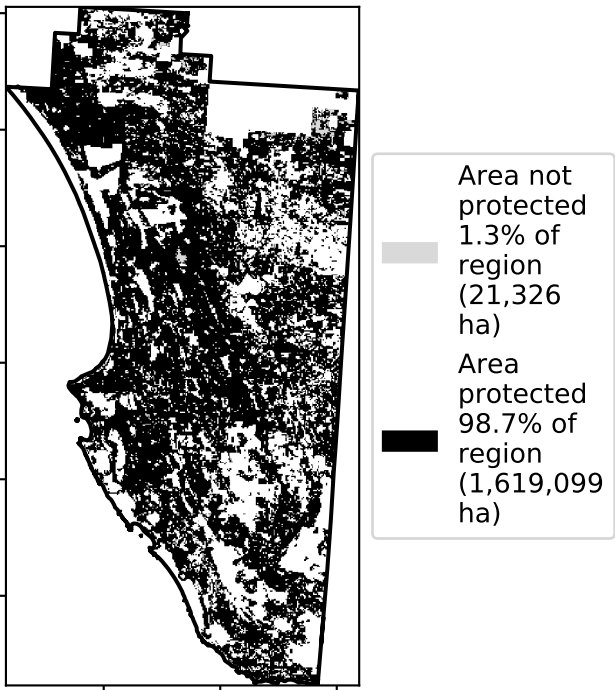 Area not
protected
1.3% of
region
(21,326
ha)
Area
protected
98.7% of
region
(1,619,099
ha)